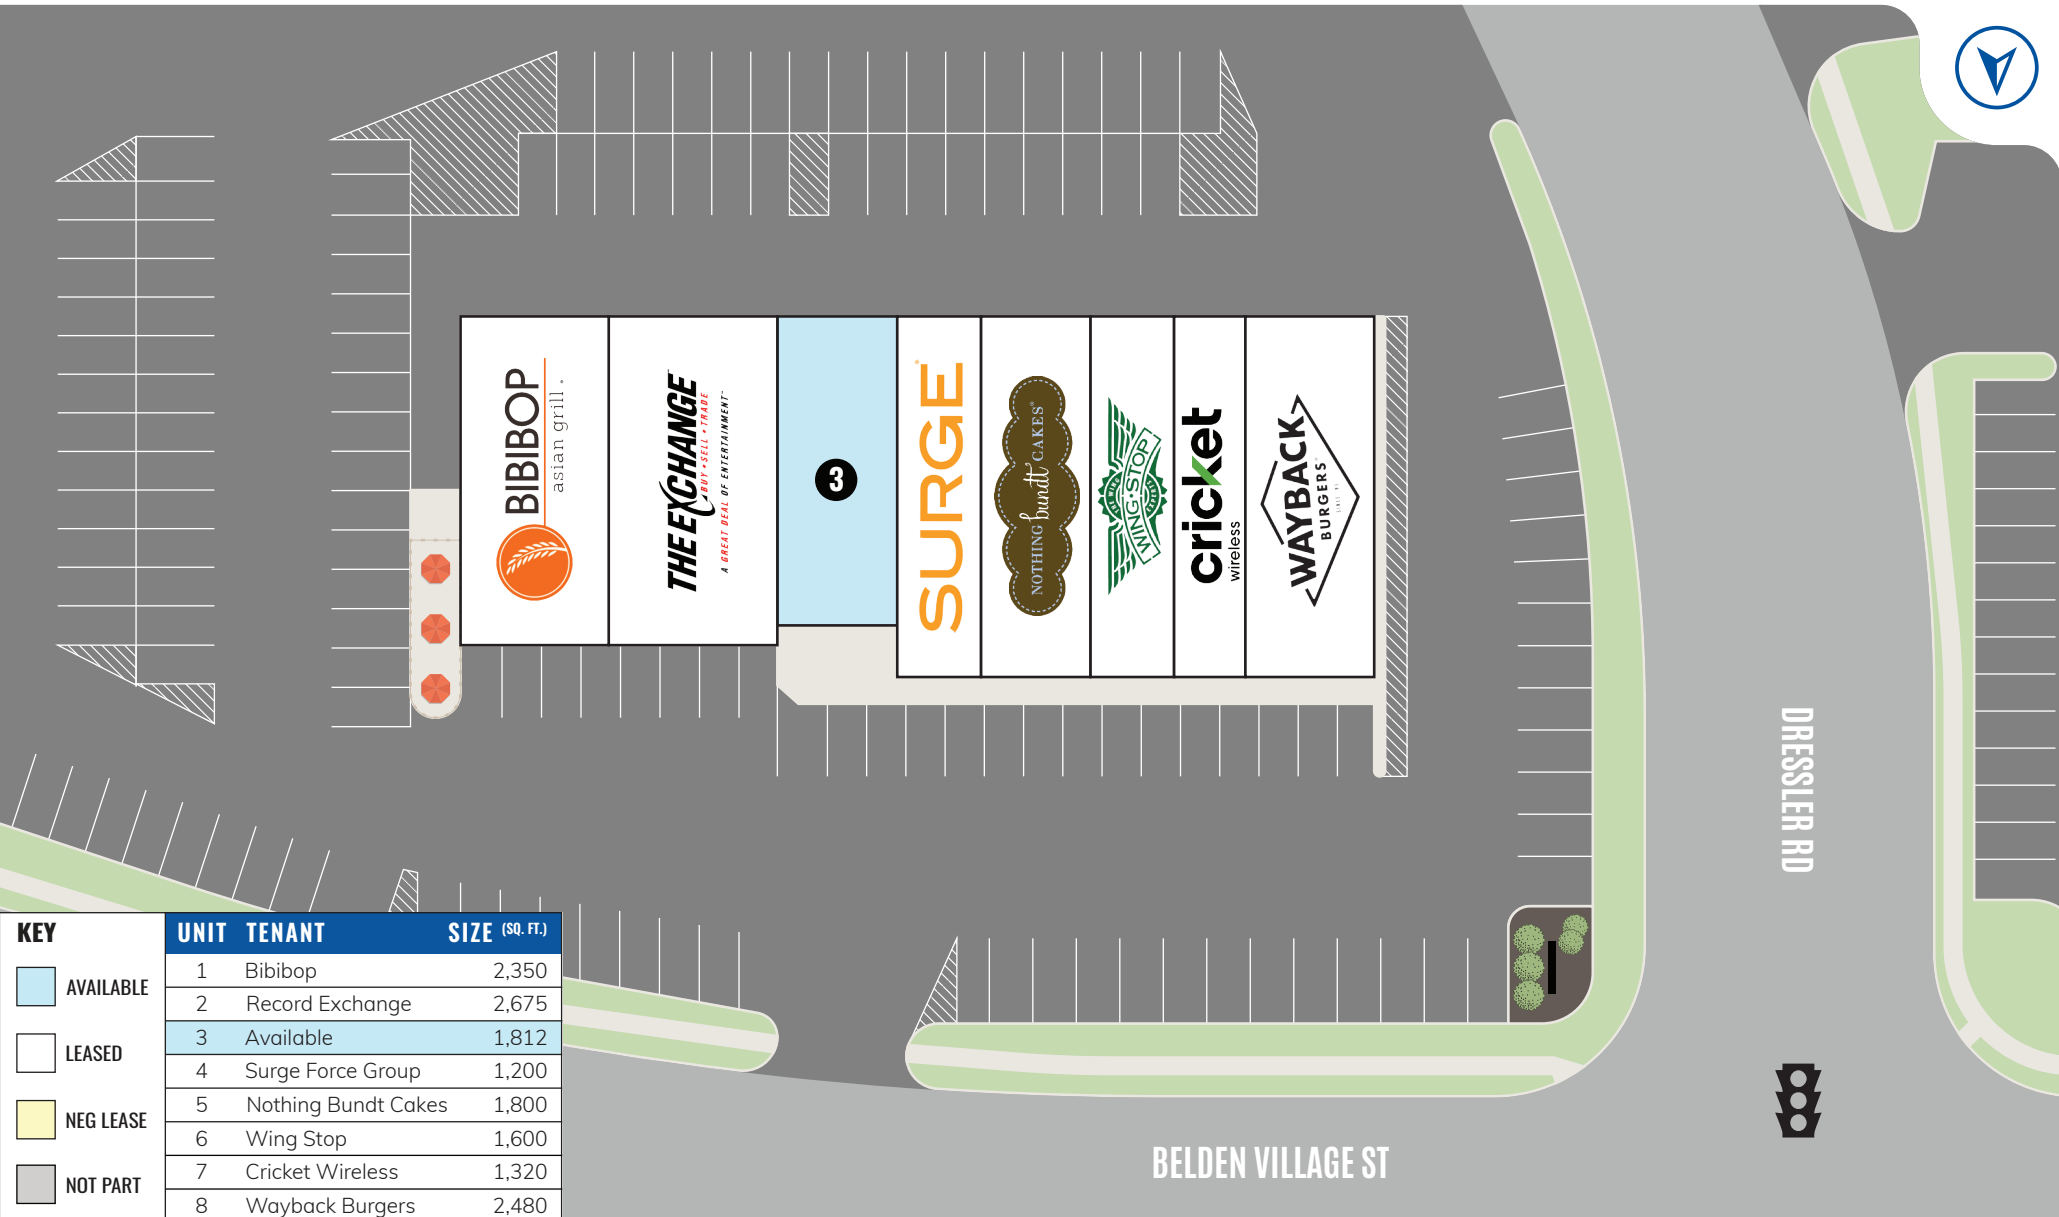 BIBIBOP
asian grill.
THE EXCHANGE
BUY • SELL • TRADE
A GREAT DEAL OF ENTERTAINMENT
3
SURGE
NOTHING bundt CAKES®
THE WING EXPERTS
WING•STOP
cricket
wireless
WAYBACK
BURGERS
DRESSLER RD
BELDEN VILLAGE ST
KEY
AVAILABLE
LEASED
NEG LEASE
NOT PART
UNIT TENANT SIZE (SQ. FT.)
1 Bibibop 2,350
2 Record Exchange 2,675
3 Available 1,812
4 Surge Force Group 1,200
5 Nothing Bundt Cakes 1,800
6 Wing Stop 1,600
7 Cricket Wireless 1,320
8 Wayback Burgers 2,480